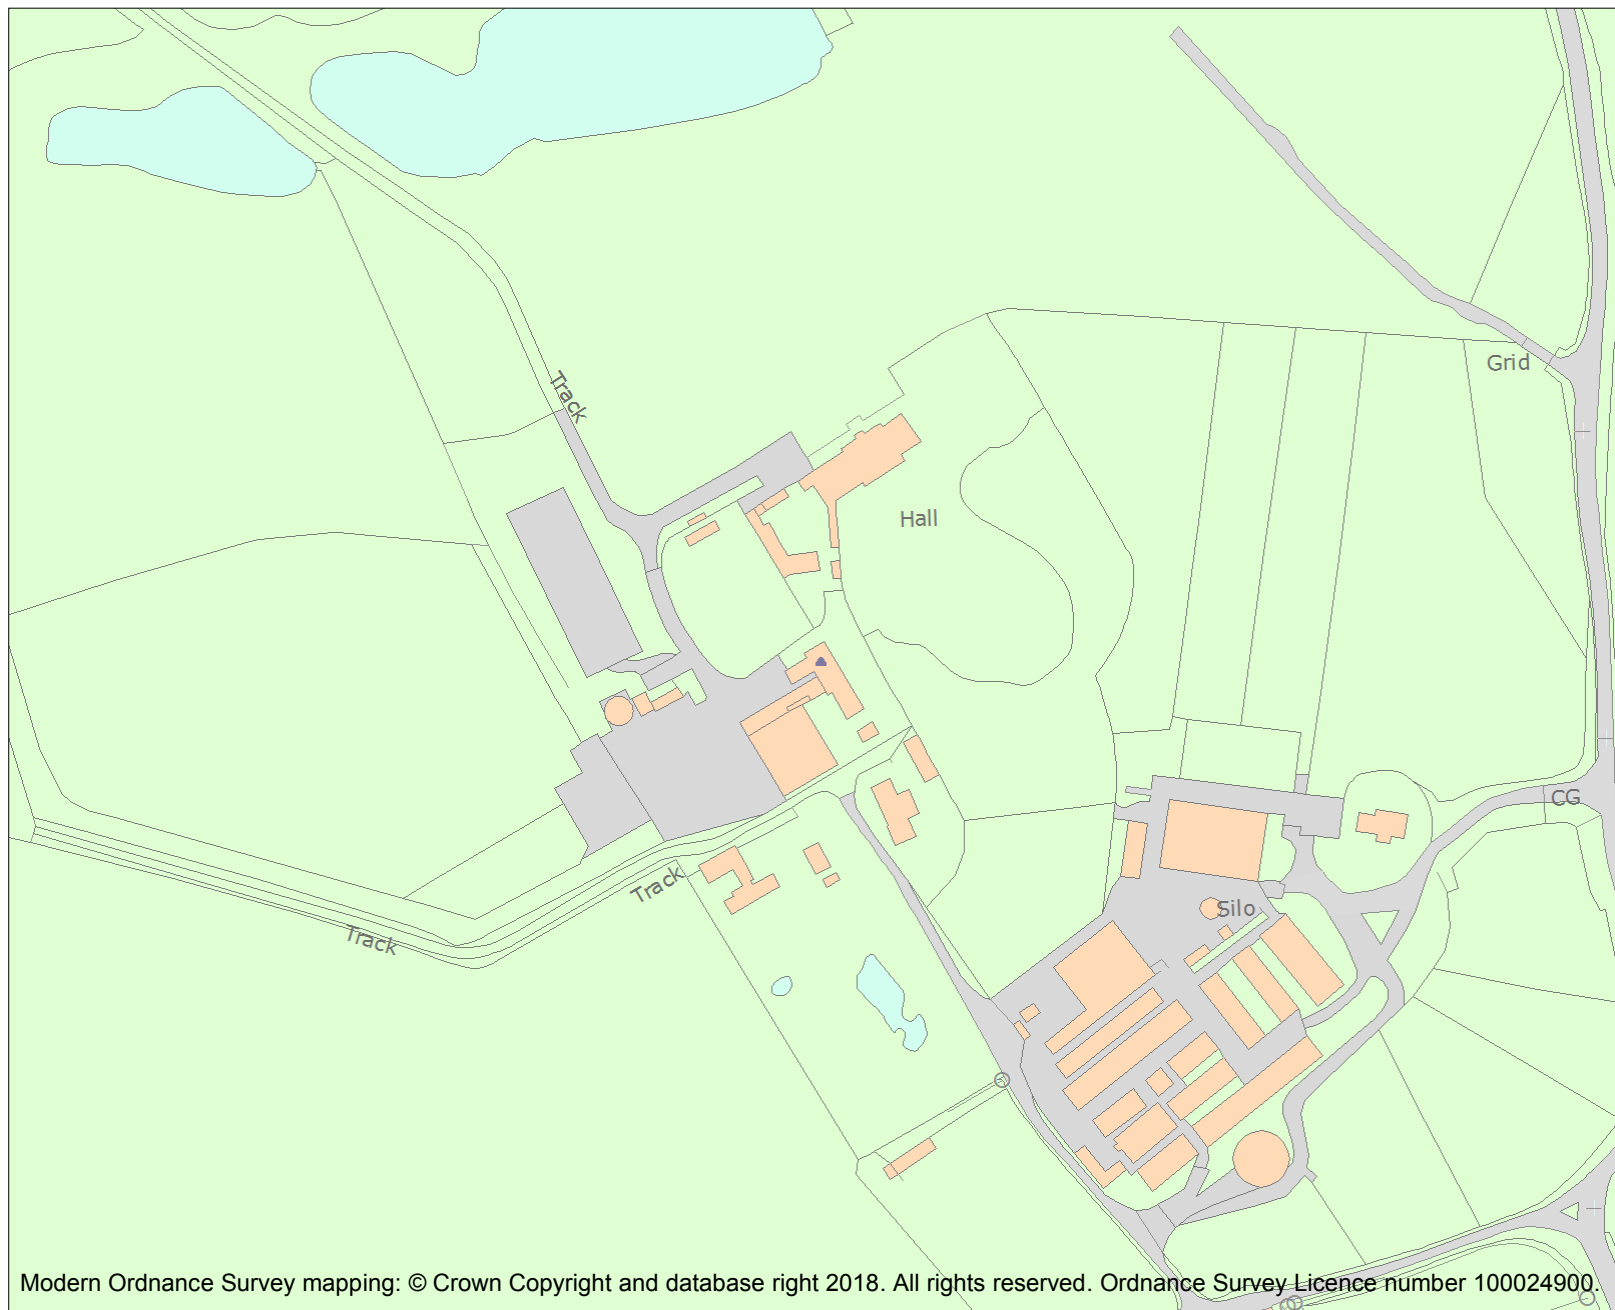 Grid
Track
Hall
CG
Track
Silo
Track
Modern Ordnance Survey mapping: © Crown Copyright and database right 2018. All rights reserved. Ordnance Survey Licence number 100024900.